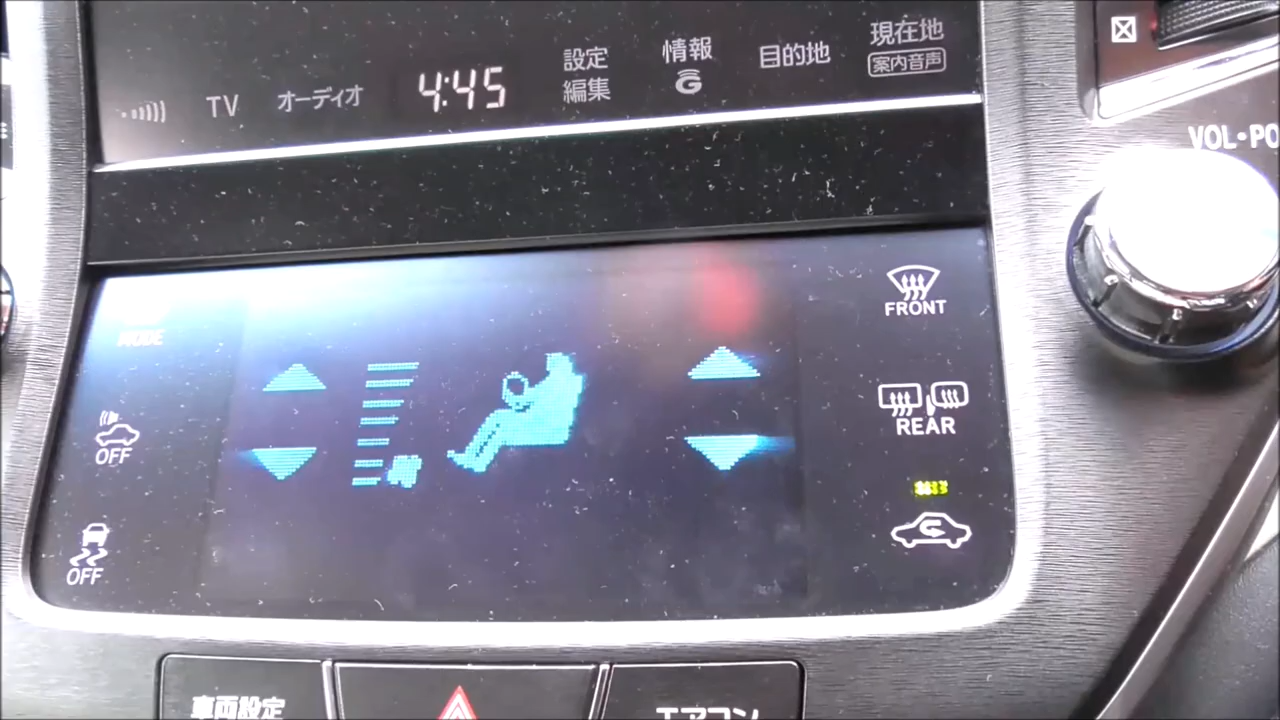 TV
オーディオ
4:45
設定
編集
情報
G
目的地
現在地
案内音声
VOL・PO
MODE
FRONT
OFF
REAR
OFF
車両設定
エアコン